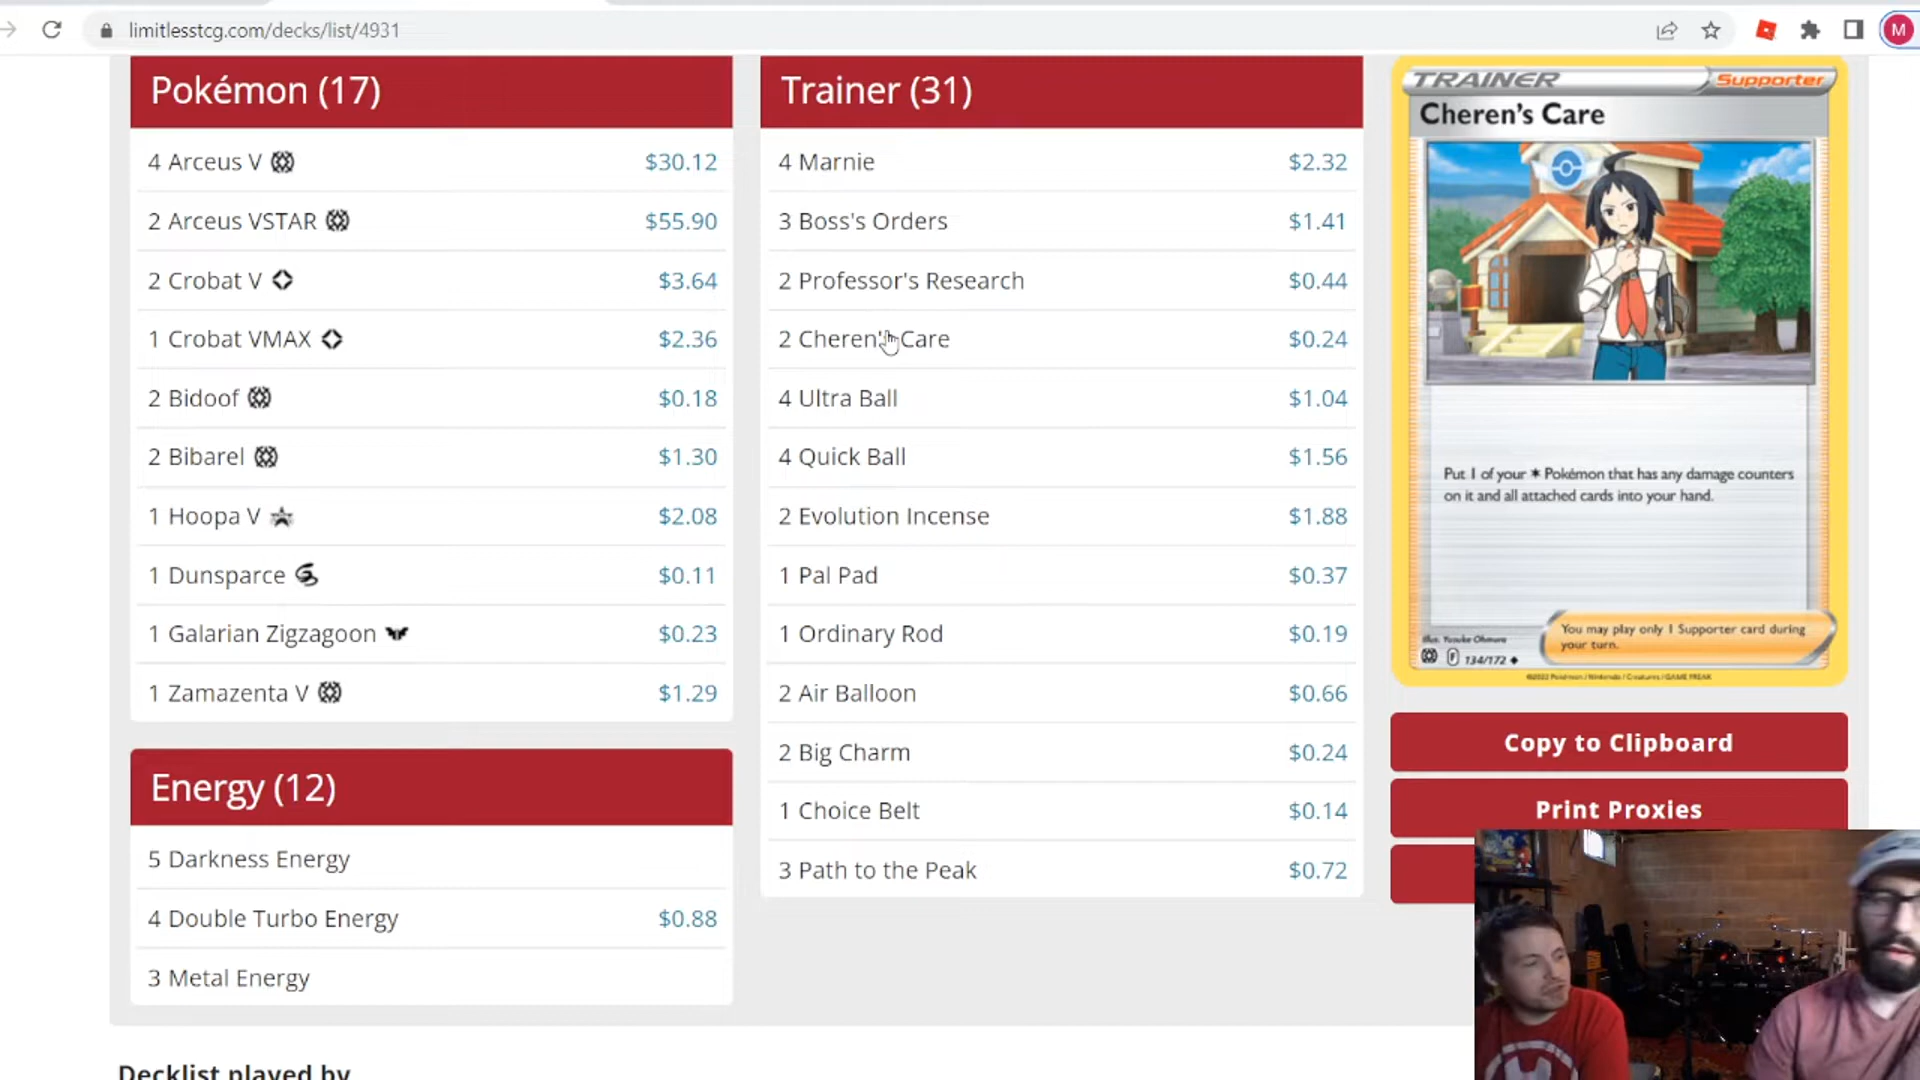 limitlesstcg.com/decks/list/4931
M
Pokémon (17)
4 Arceus V $30.12
2 Arceus VSTAR $55.90
2 Crobat V $3.64
1 Crobat VMAX $2.36
2 Bidoof $0.18
2 Bibarel $1.30
1 Hoopa V $2.08
1 Dunsparce $0.11
1 Galarian Zigzagoon $0.23
1 Zamazenta V $1.29
Energy (12)
5 Darkness Energy
4 Double Turbo Energy $0.88
3 Metal Energy
Trainer (31)
4 Marnie $2.32
3 Boss's Orders $1.41
2 Professor's Research $0.44
2 Cheren's Care $0.24
4 Ultra Ball $1.04
4 Quick Ball $1.56
2 Evolution Incense $1.88
1 Pal Pad $0.37
1 Ordinary Rod $0.19
2 Air Balloon $0.66
2 Big Charm $0.24
1 Choice Belt $0.14
3 Path to the Peak $0.72
TRAINER Supporter
Cheren's Care
Put 1 of your Pokémon that has any damage counters
on it and all attached cards into your hand.
You may play only 1 Supporter card during
your turn.
Illus. Yusuke Ohmura
F 134/172
©2022 Pokémon / Nintendo / Creatures / GAME FREAK
Copy to Clipboard
Print Proxies
Decklist played by